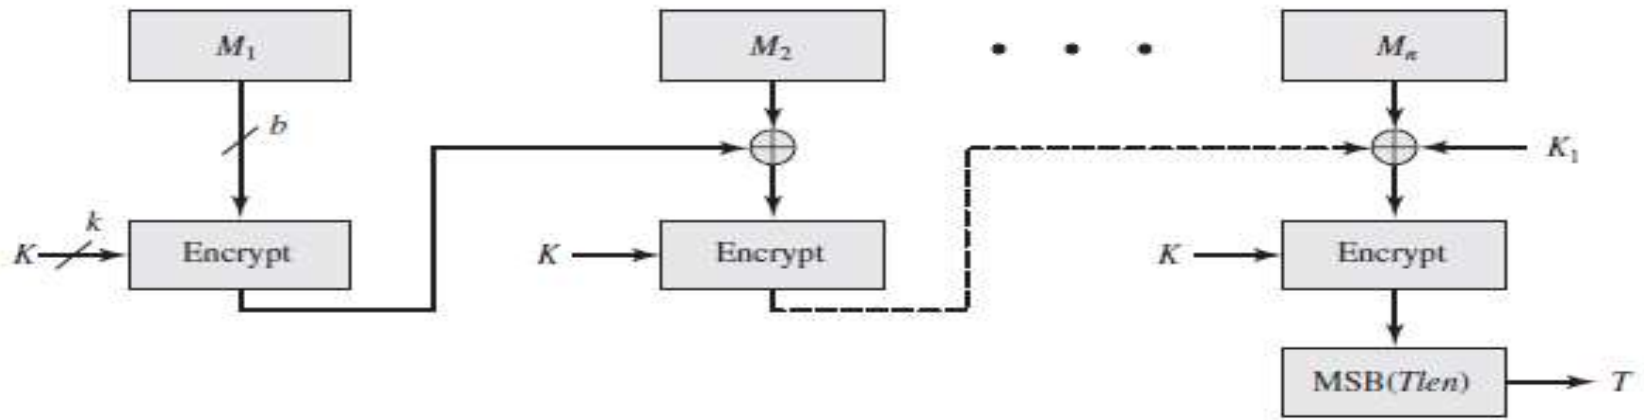 M₁ M₂ • • • Mₙ
b
K₁
k
K Encrypt K Encrypt K Encrypt
MSB(Tlen) T